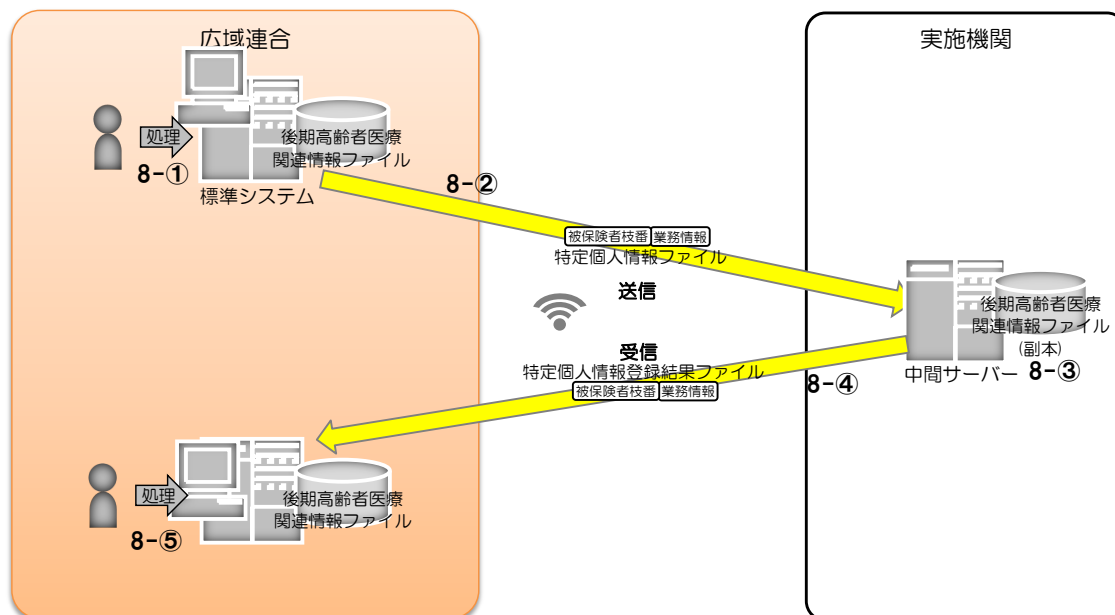 広域連合
実施機関
処理
8-①
後期高齢者医療
関連情報ファイル
標準システム
8-②
被保険者枝番 業務情報
特定個人情報ファイル
送信
受信
特定個人情報登録結果ファイル
被保険者枝番 業務情報
後期高齢者医療
関連情報ファイル
(副本)
中間サーバー
8-③
8-④
処理
8-⑤
後期高齢者医療
関連情報ファイル